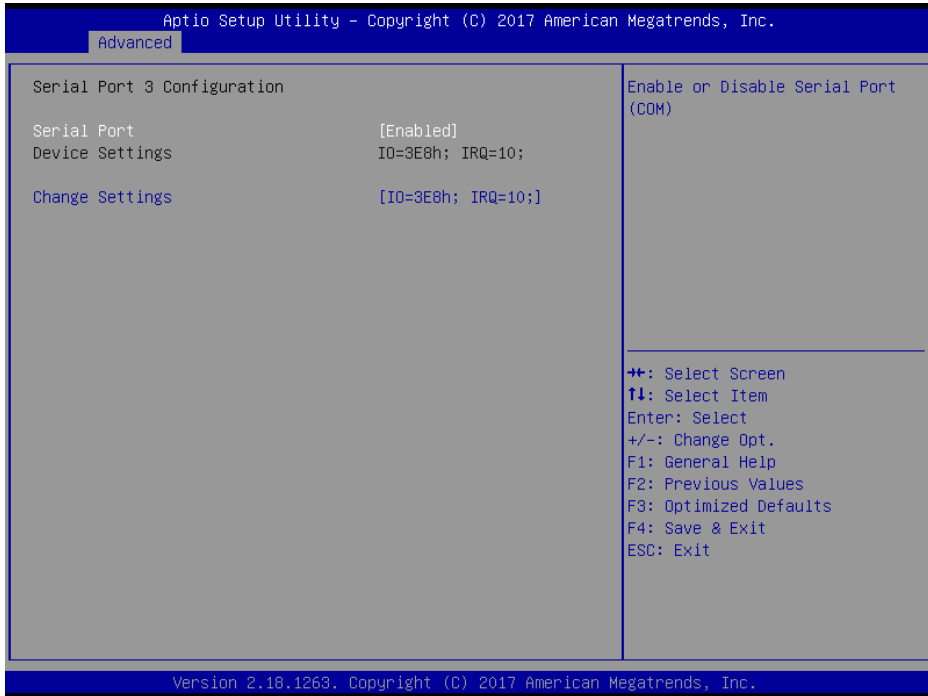 Aptio Setup Utility – Copyright (C) 2017 American Megatrends, Inc.
Advanced
Serial Port 3 Configuration
Serial Port [Enabled]
Device Settings IO=3E8h; IRQ=10;
Change Settings [IO=3E8h; IRQ=10;]
Enable or Disable Serial Port
(COM)
→←: Select Screen
↑↓: Select Item
Enter: Select
+/-: Change Opt.
F1: General Help
F2: Previous Values
F3: Optimized Defaults
F4: Save & Exit
ESC: Exit
Version 2.18.1263. Copyright (C) 2017 American Megatrends, Inc.